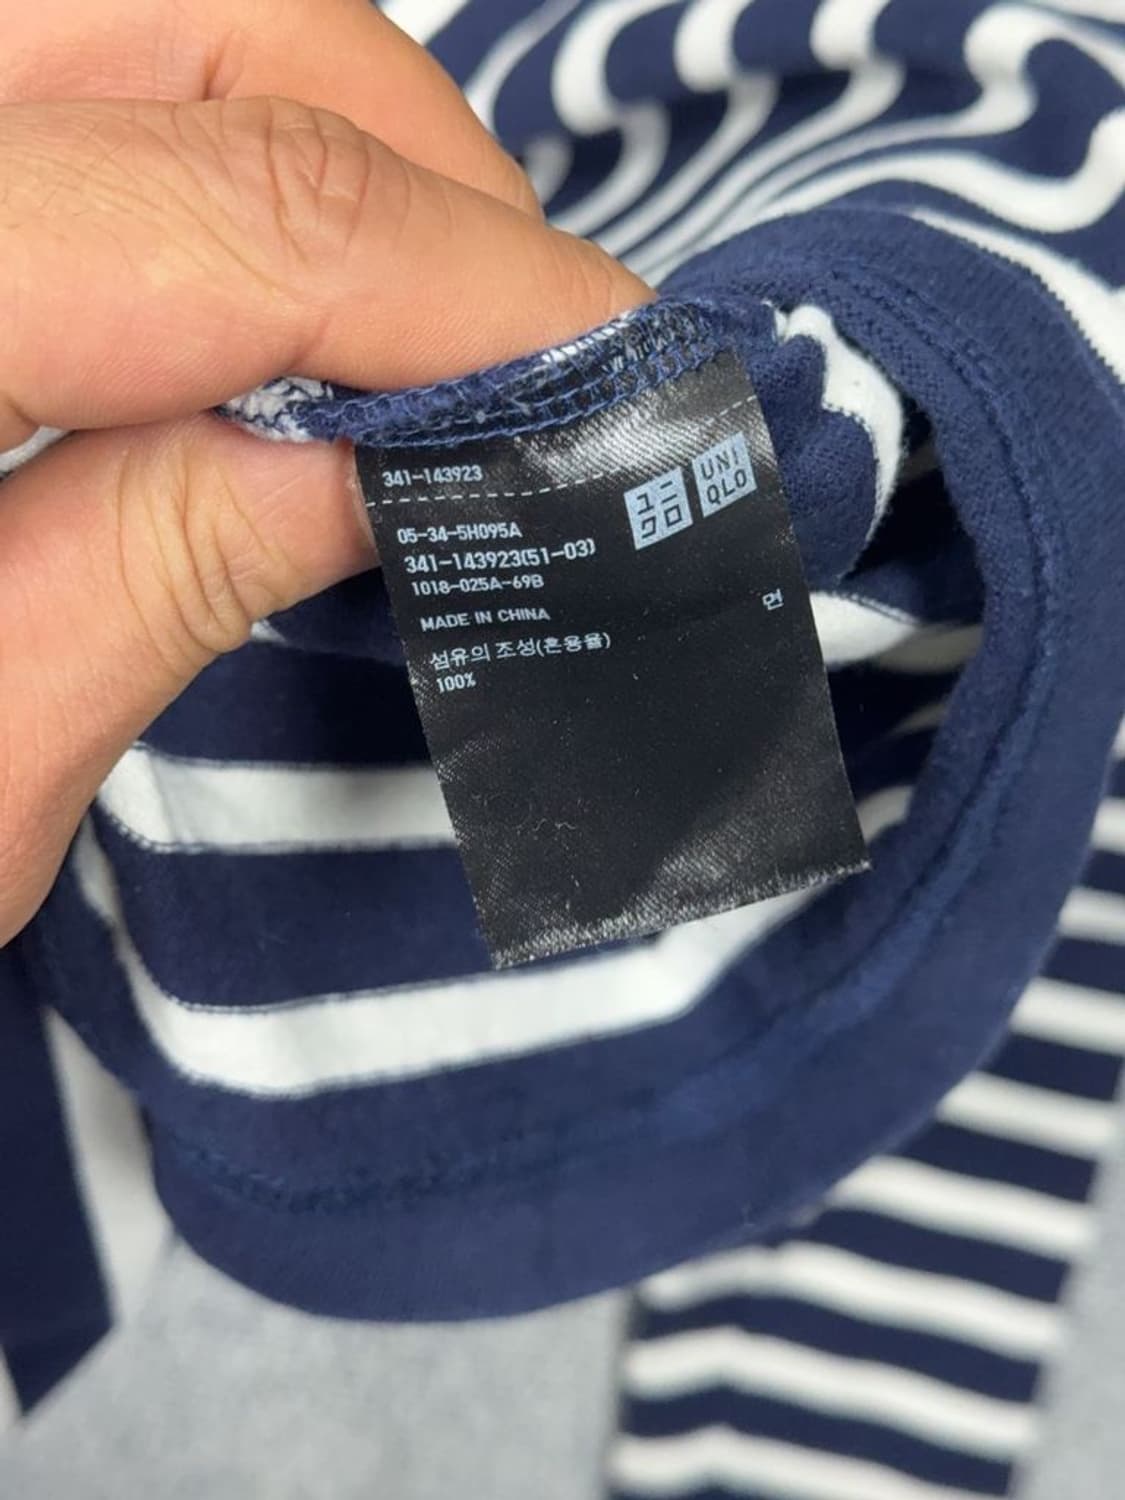 341-143923
ユニ
クロ
UNI
QLO
05-34-5H095A
341-143923(51-03)
1018-025A-69B
MADE IN CHINA
면
섬유의 조성(혼용율)
100%